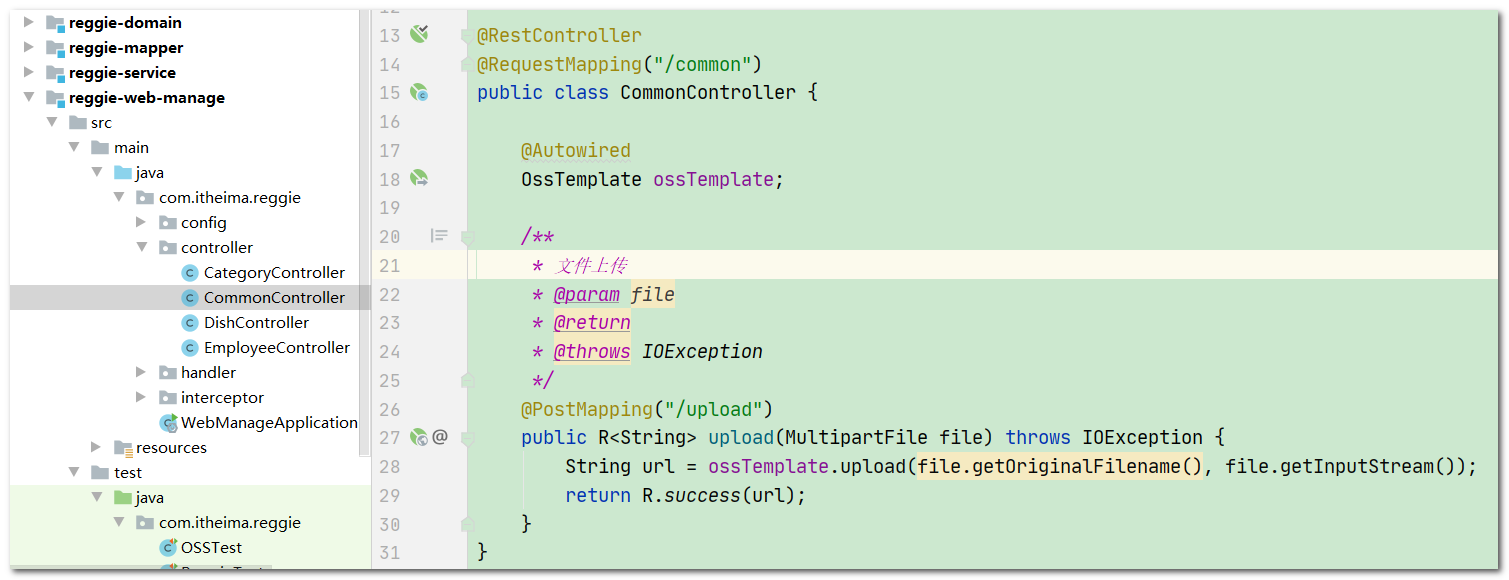 reggie-domain
reggie-mapper
reggie-service
reggie-web-manage
src
main
java
com.itheima.reggie
config
controller
CategoryController
CommonController
DishController
EmployeeController
handler
interceptor
WebManageApplication
resources
test
java
com.itheima.reggie
OSSTest
13 @RestController
14 @RequestMapping("/common")
15 public class CommonController {
16
17 @Autowired
18 OssTemplate ossTemplate;
19
20 /**
21 * 文件上传
22 * @param file
23 * @return
24 * @throws IOException
25 */
26 @PostMapping("/upload")
27 @ public R<String> upload(MultipartFile file) throws IOException {
28 String url = ossTemplate.upload(file.getOriginalFilename(), file.getInputStream());
29 return R.success(url);
30 }
31 }